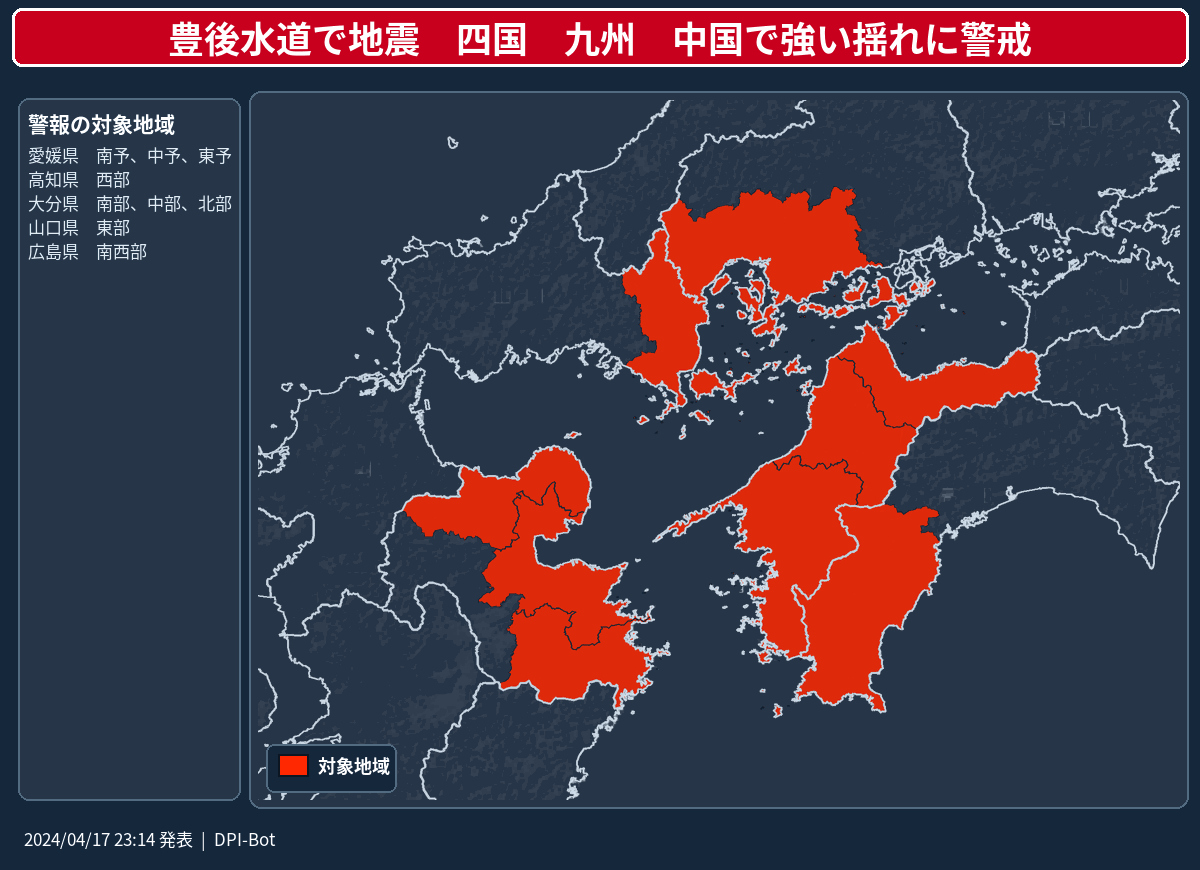 豊後水道で地震　四国　九州　中国で強い揺れに警戒
警報の対象地域
愛媛県　南予、中予、東予
高知県　西部
大分県　南部、中部、北部
山口県　東部
広島県　南西部
対象地域
2024/04/17 23:14 発表 | DPI-Bot